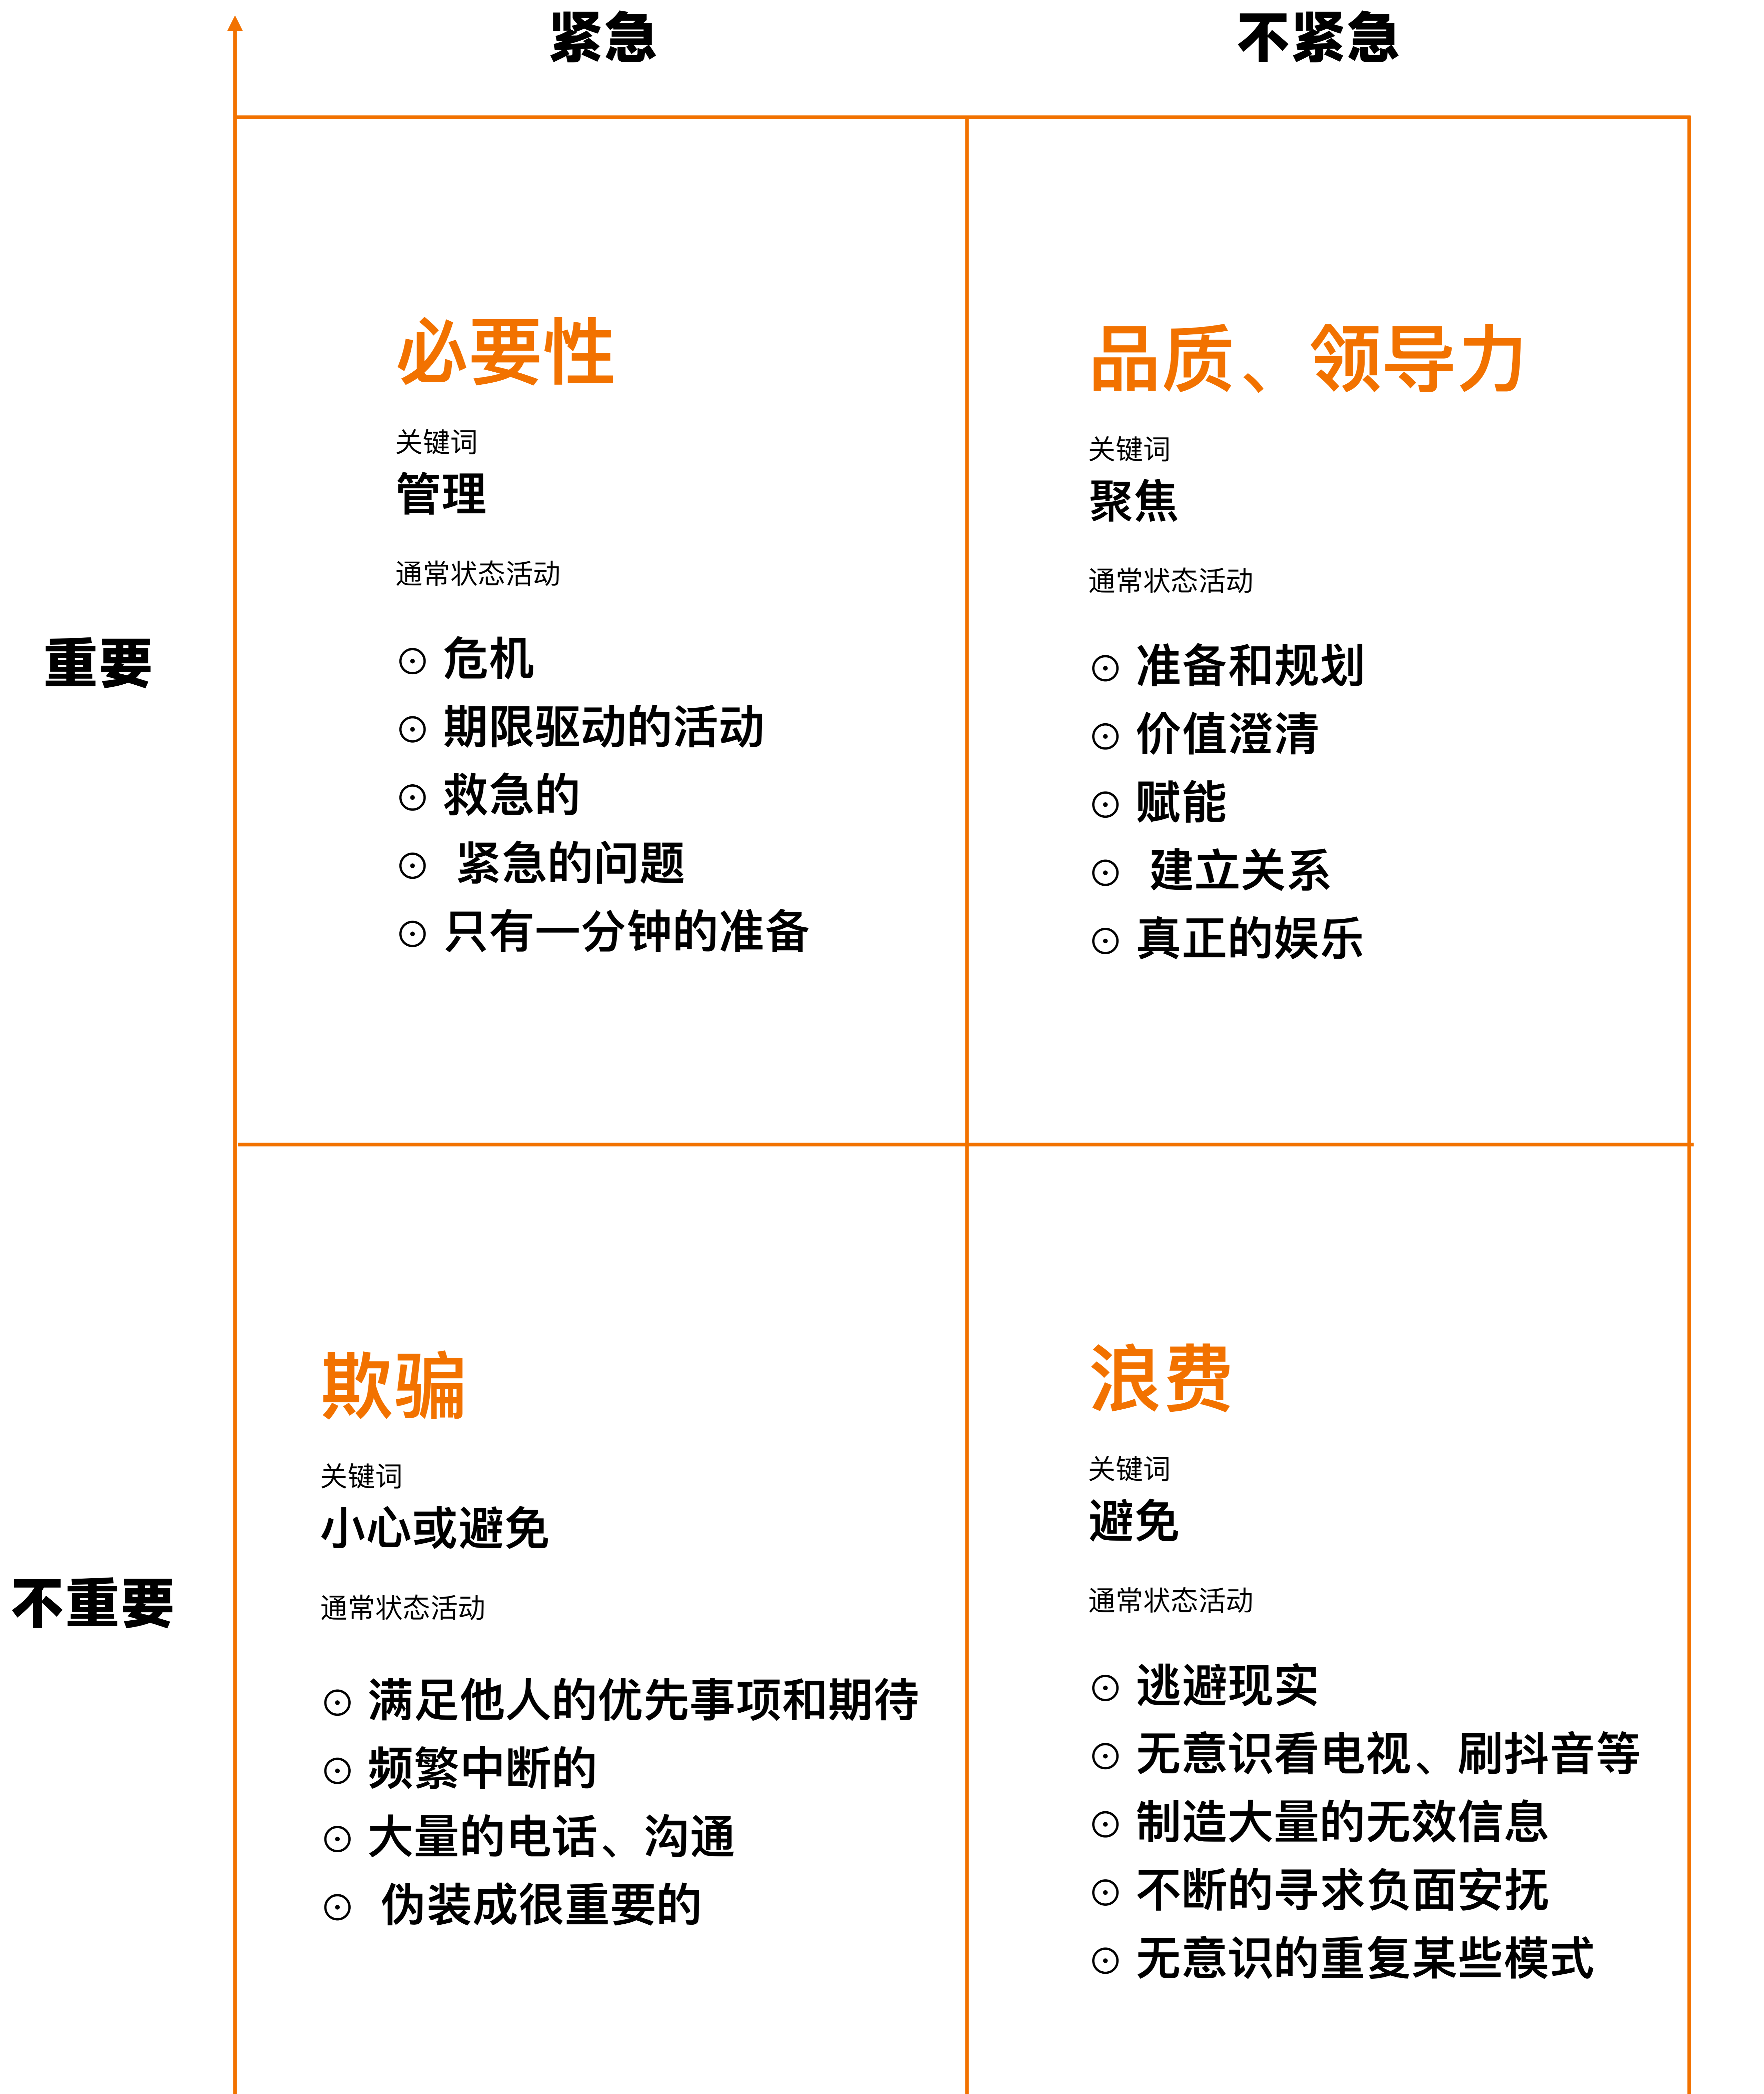 紧急
不紧急
重要
必要性
关键词
管理
通常状态活动
⊙ 危机
⊙ 期限驱动的活动
⊙ 救急的
⊙ 紧急的问题
⊙ 只有一分钟的准备
品质、领导力
关键词
聚焦
通常状态活动
⊙ 准备和规划
⊙ 价值澄清
⊙ 赋能
⊙ 建立关系
⊙ 真正的娱乐
不重要
欺骗
关键词
小心或避免
通常状态活动
⊙ 满足他人的优先事项和期待
⊙ 频繁中断的
⊙ 大量的电话、沟通
⊙ 伪装成很重要的
浪费
关键词
避免
通常状态活动
⊙ 逃避现实
⊙ 无意识看电视、刷抖音等
⊙ 制造大量的无效信息
⊙ 不断的寻求负面安抚
⊙ 无意识的重复某些模式